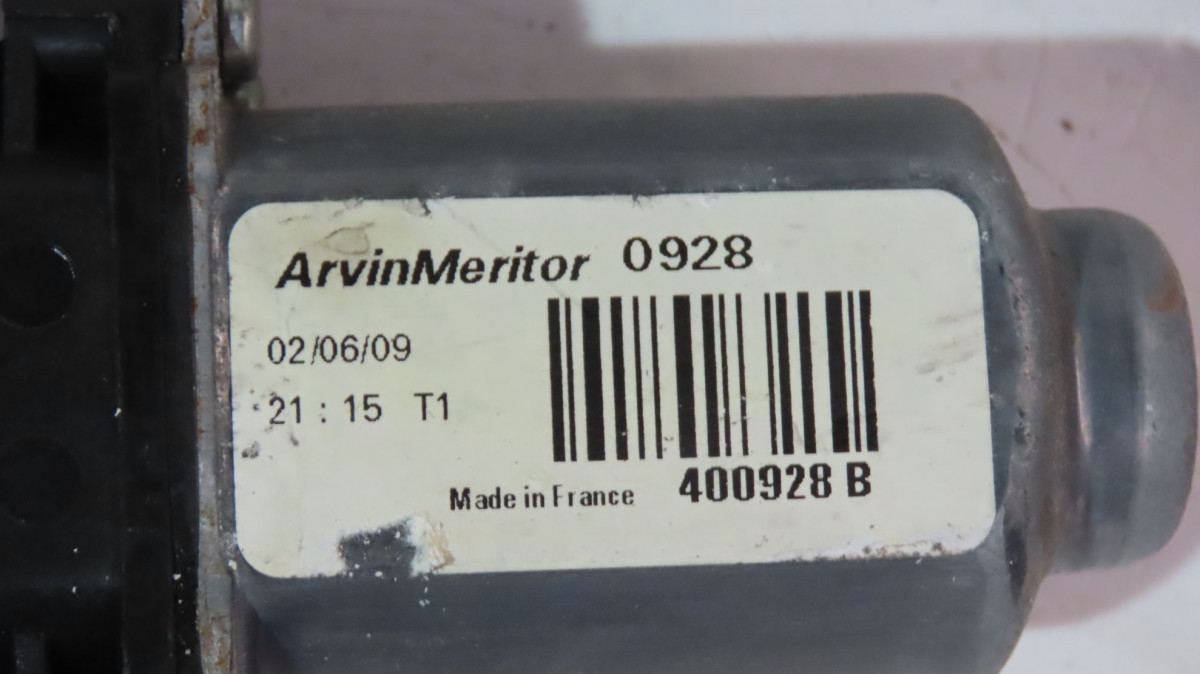 ArvinMeritor 0928
02/06/09
21 : 15 T1
Made in France 400928 B